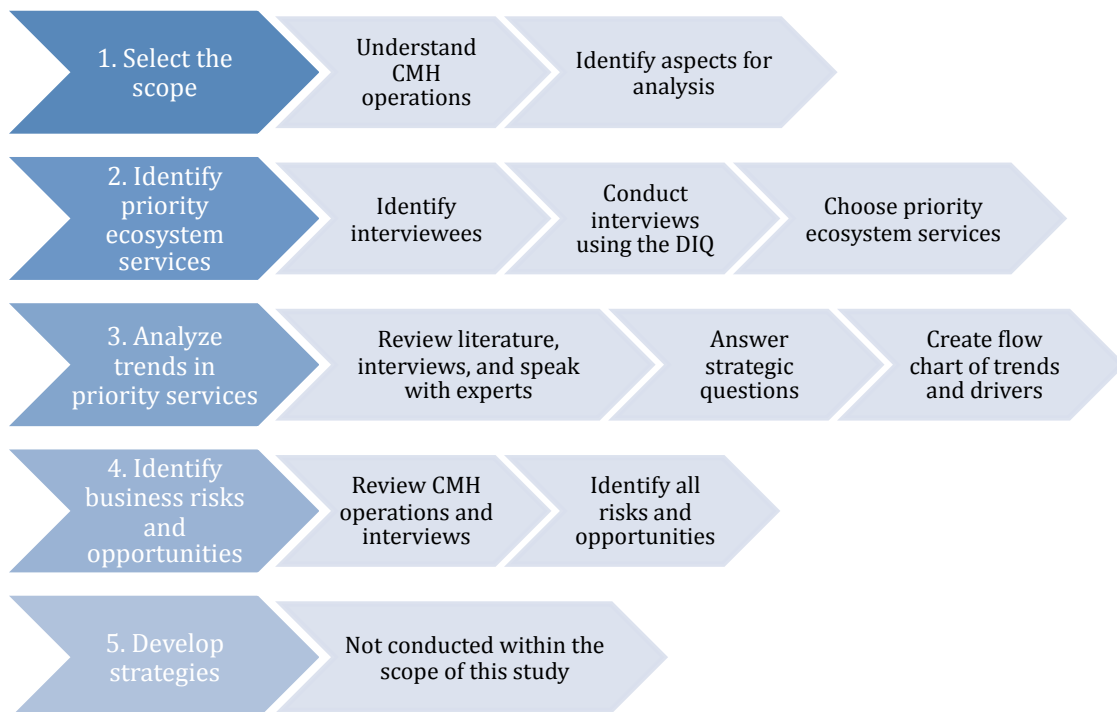 1. Select the
scope
Understand
CMH
operations
Identify aspects for
analysis
2. Identify
priority
ecosystem
services
Identify
interviewees
Conduct
interviews
using the DIQ
Choose priority
ecosystem services
3. Analyze
trends in
priority services
Review literature,
interviews, and speak
with experts
Answer
strategic
questions
Create flow
chart of trends
and drivers
4. Identify
business risks
and
opportunities
Review CMH
operations and
interviews
Identify all
risks and
opportunities
5. Develop
strategies
Not conducted within the
scope of this study